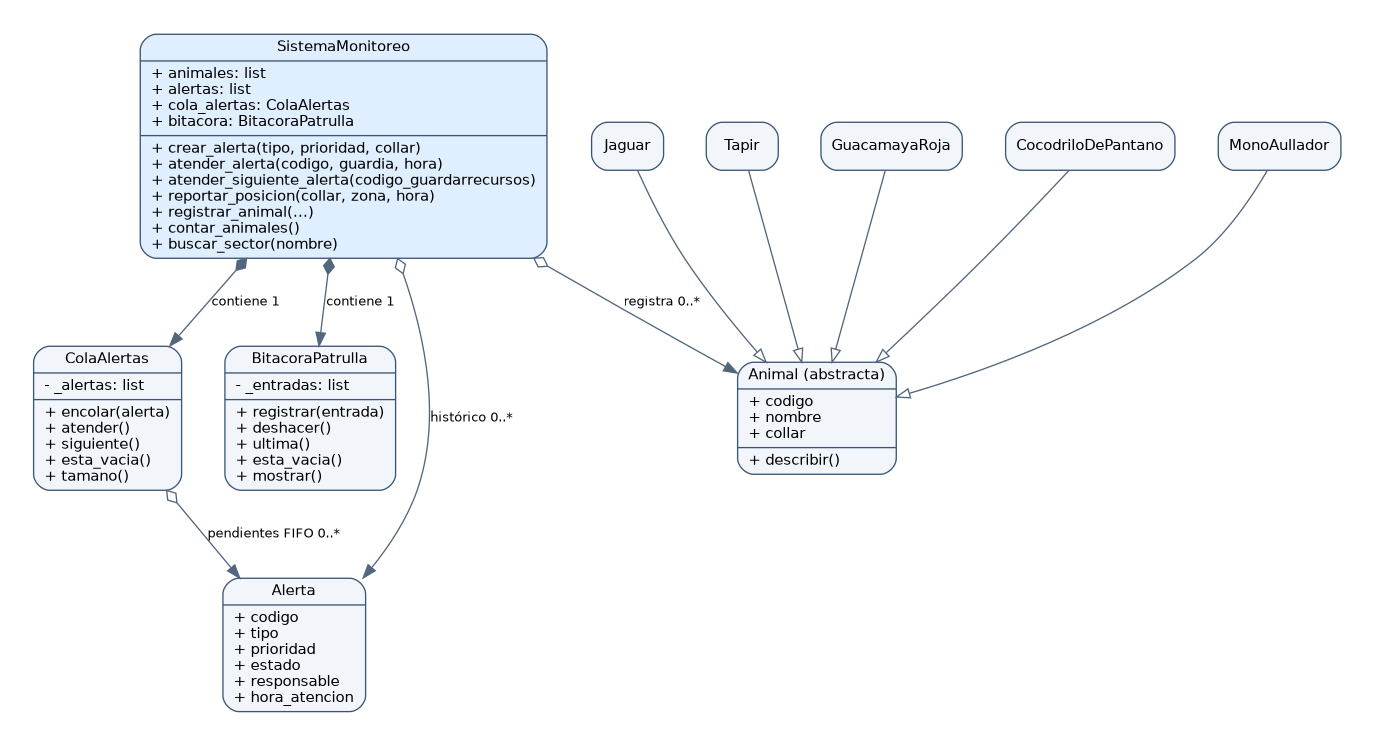 SistemaMonitoreo
+ animales: list
+ alertas: list
+ cola_alertas: ColaAlertas
+ bitacora: BitacoraPatrulla
+ crear_alerta(tipo, prioridad, collar)
+ atender_alerta(codigo, guardia, hora)
+ atender_siguiente_alerta(codigo_guardarrecursos)
+ reportar_posicion(collar, zona, hora)
+ registrar_animal(...)
+ contar_animales()
+ buscar_sector(nombre)
Jaguar
Tapir
GuacamayaRoja
CocodriloDePantano
MonoAullador
contiene 1
contiene 1
registra 0..*
ColaAlertas
- _alertas: list
+ encolar(alerta)
+ atender()
+ siguiente()
+ esta_vacia()
+ tamano()
BitacoraPatrulla
- _entradas: list
+ registrar(entrada)
+ deshacer()
+ ultima()
+ esta_vacia()
+ mostrar()
histórico 0..*
Animal (abstracta)
+ codigo
+ nombre
+ collar
+ describir()
pendientes FIFO 0..*
Alerta
+ codigo
+ tipo
+ prioridad
+ estado
+ responsable
+ hora_atencion